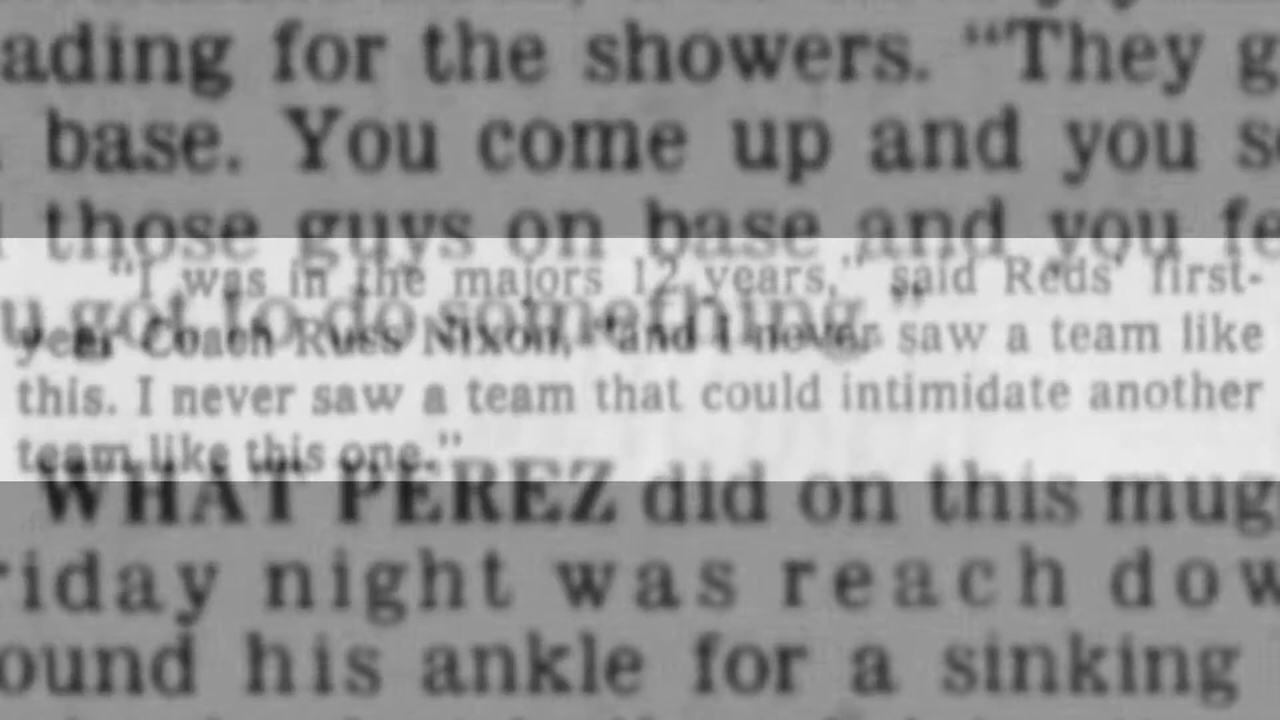 ading for the showers. “They g
base. You come up and you s
those guys on base and you fe
“I was in the majors 12 years,” said Reds’ first-
u got to do something.”
year Coach Russ Nixon, “and I never saw a team like
this. I never saw a team that could intimidate another
team like this one.”
WHAT PEREZ did on this mug
riday night was reach dow
ound his ankle for a sinking